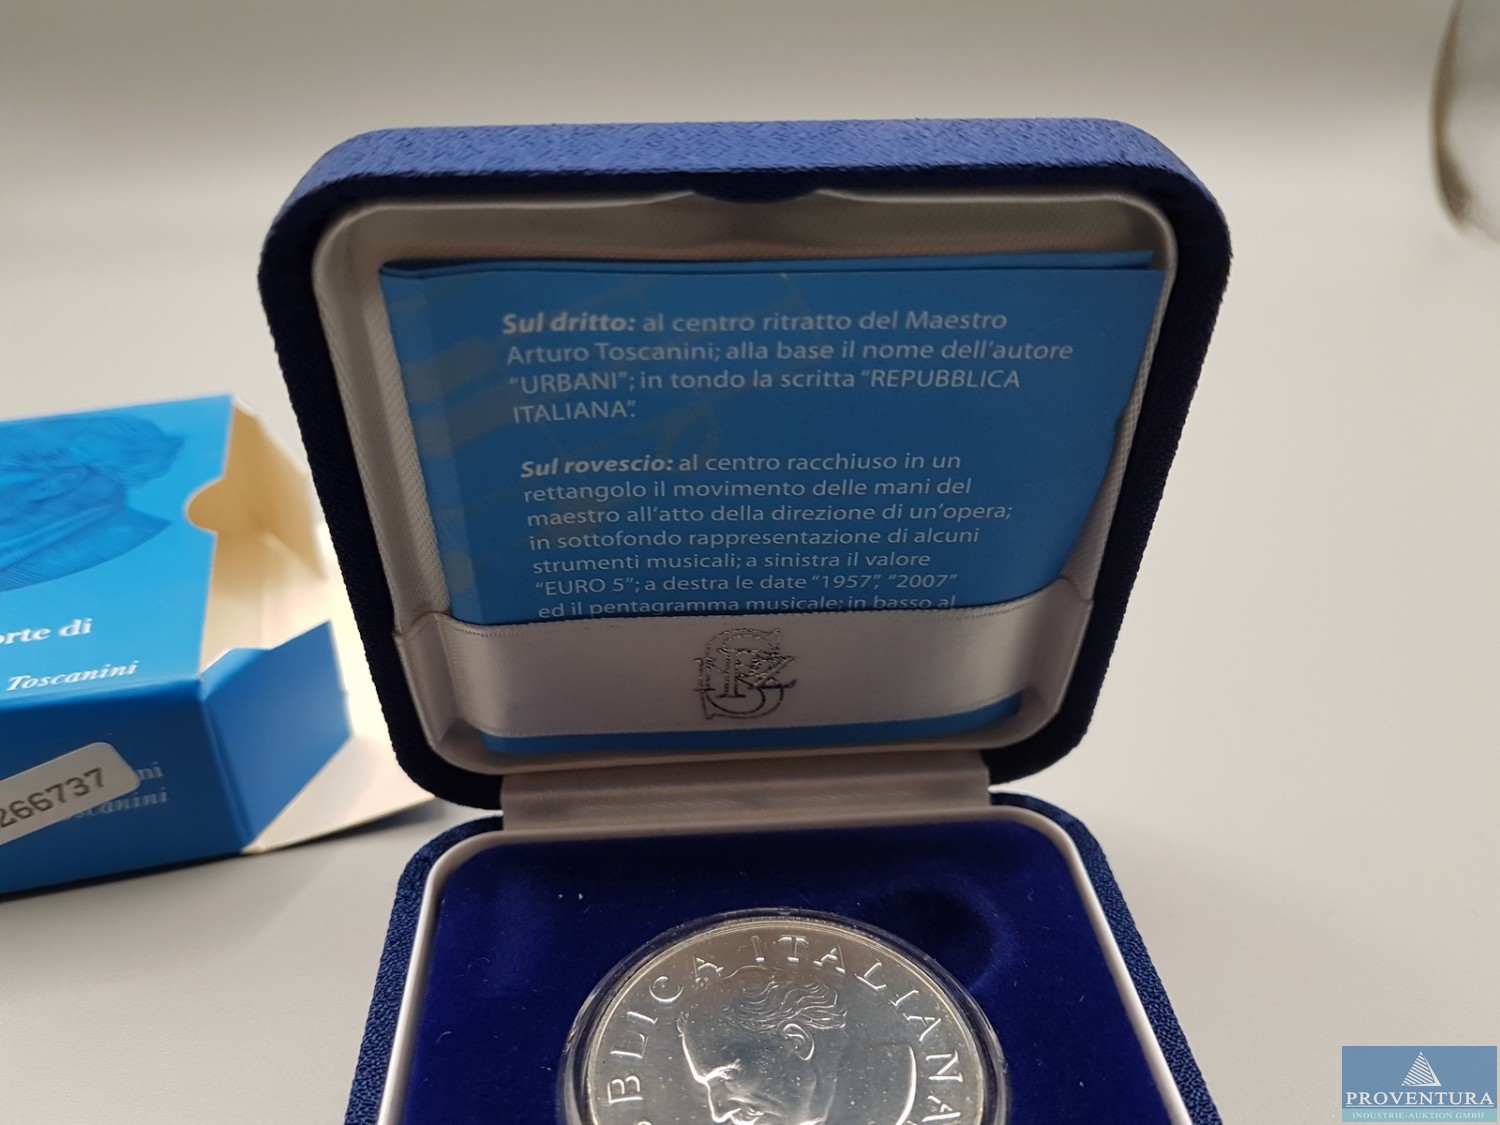 Sul dritto: al centro ritratto del Maestro
Arturo Toscanini; alla base il nome dell'autore
"URBANI"; in tondo la scritta "REPUBBLICA
ITALIANA".
Sul rovescio: al centro racchiuso in un
rettangolo il movimento delle mani del
maestro all'atto della direzione di un'opera;
in sottofondo rappresentazione di alcuni
strumenti musicali; a sinistra il valore
"EURO 5"; a destra le date "1957", "2007"
ed il pentagramma musicale; in basso al
orte di
Toscanini
ni
scanini
266737
BBLICA ITALIANA
PROVENTURA
INDUSTRIE-AUKTION GMBH